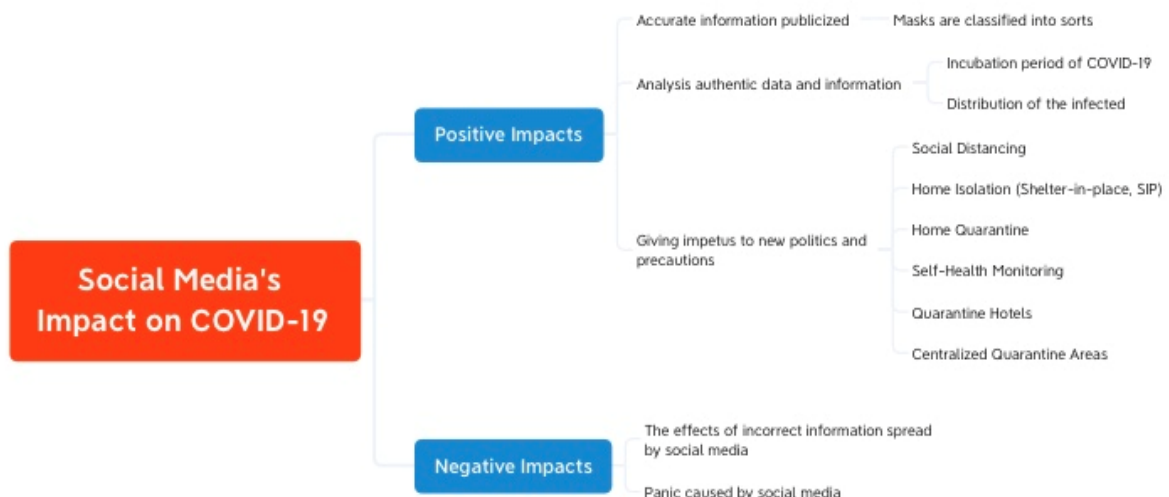 Social Media's
Impact on COVID-19
Positive Impacts
Accurate information publicized
Masks are classified into sorts
Analysis authentic data and information
Incubation period of COVID-19
Distribution of the infected
Giving impetus to new politics and
precautions
Social Distancing
Home Isolation (Shelter-in-place, SIP)
Home Quarantine
Self-Health Monitoring
Quarantine Hotels
Centralized Quarantine Areas
Negative Impacts
The effects of incorrect information spread
by social media
Panic caused by social media